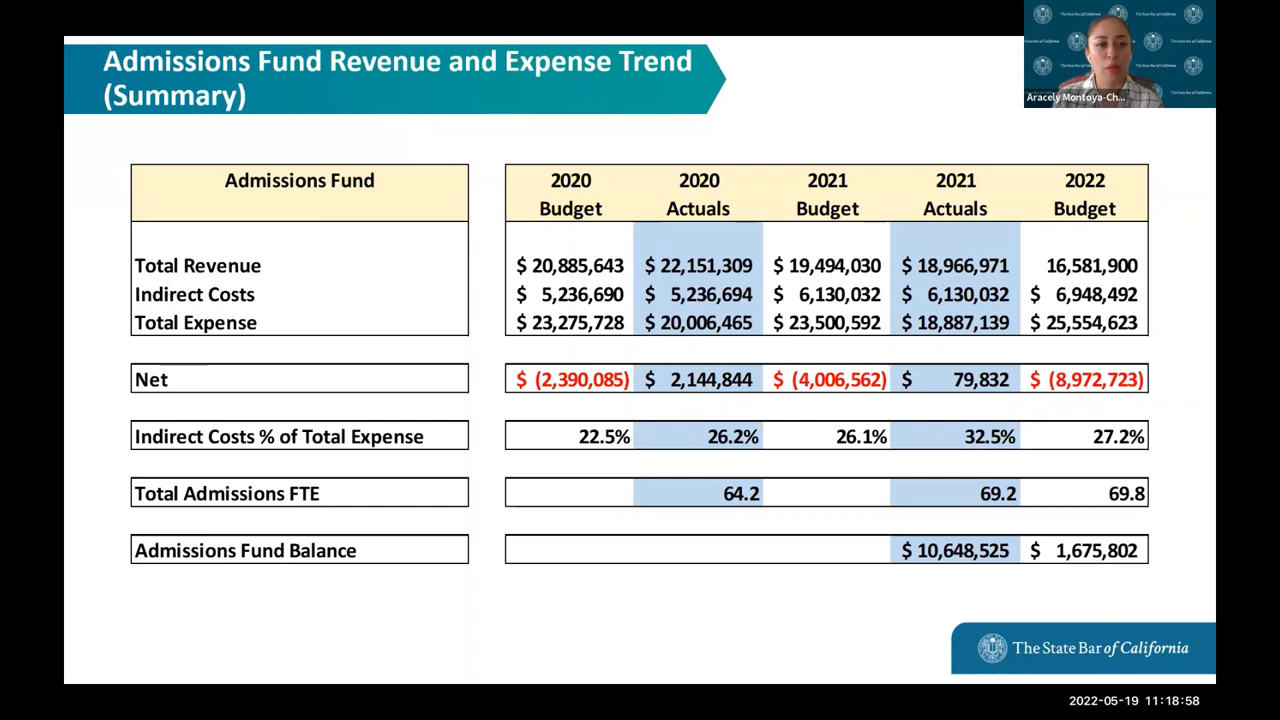 Admissions Fund Revenue and Expense Trend
(Summary)
The State Bar of California
Aracely Montoya-Ch...
Admissions Fund 2020 2020 2021 2021 2022
Budget Actuals Budget Actuals Budget
Total Revenue $ 20,885,643 $ 22,151,309 $ 19,494,030 $ 18,966,971 16,581,900
Indirect Costs $ 5,236,690 $ 5,236,694 $ 6,130,032 $ 6,130,032 $ 6,948,492
Total Expense $ 23,275,728 $ 20,006,465 $ 23,500,592 $ 18,887,139 $ 25,554,623
Net $ (2,390,085) $ 2,144,844 $ (4,006,562) $ 79,832 $ (8,972,723)
Indirect Costs % of Total Expense 22.5% 26.2% 26.1% 32.5% 27.2%
Total Admissions FTE 64.2 69.2 69.8
Admissions Fund Balance $ 10,648,525 $ 1,675,802
The State Bar of California
2022-05-19 11:18:58